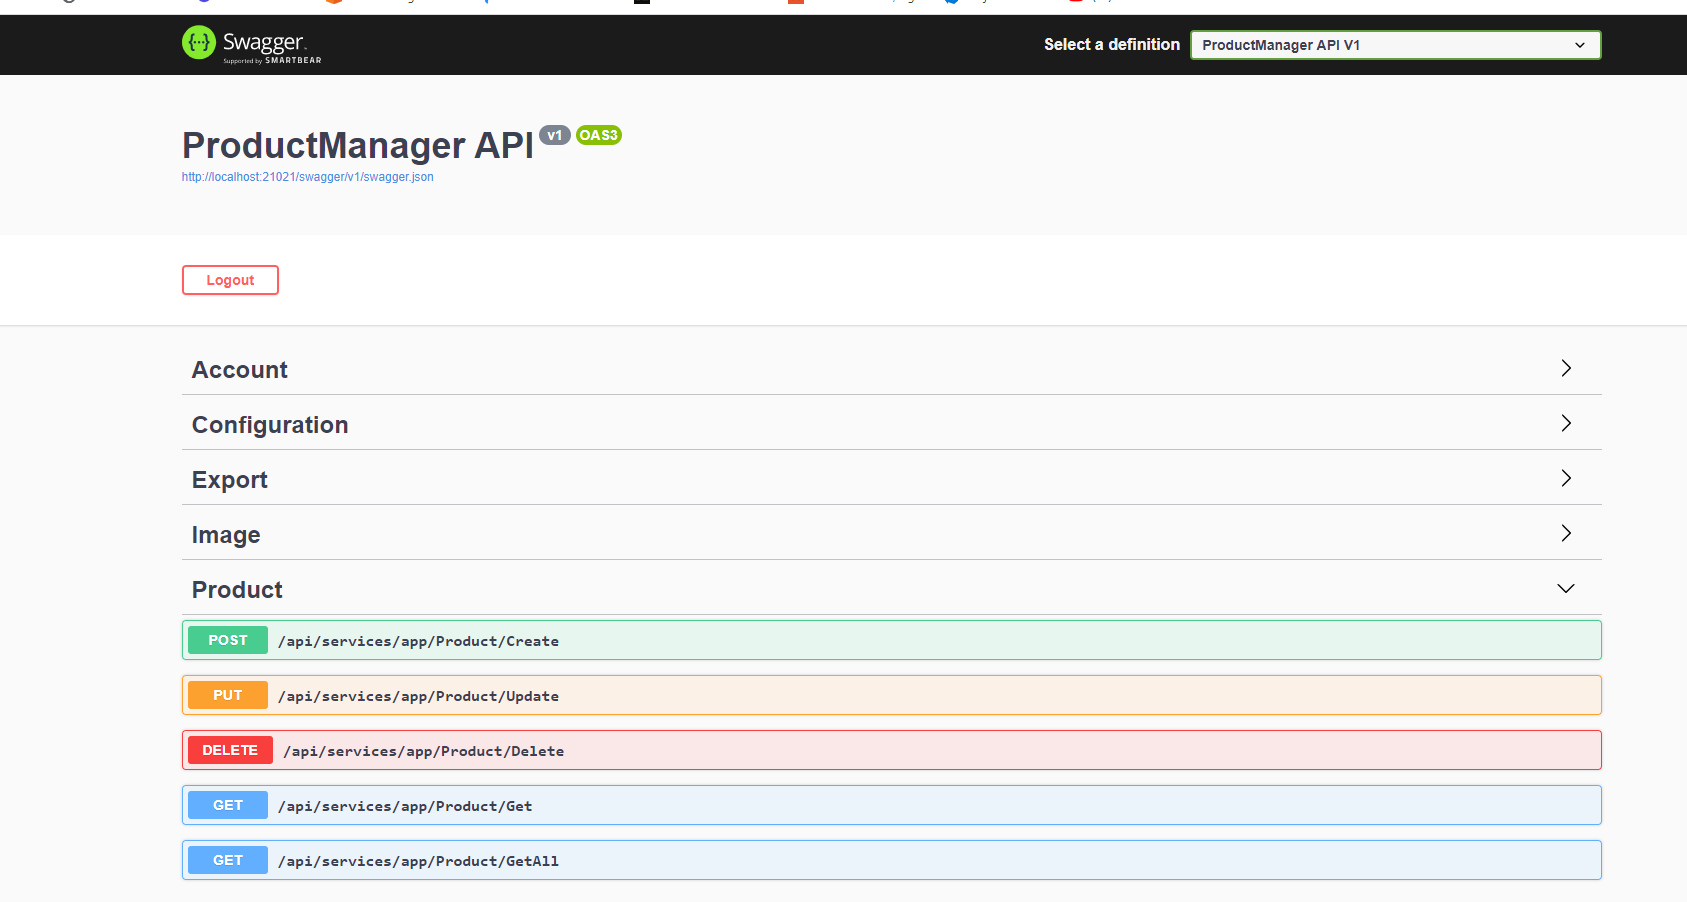 Swagger.
Supported by SMARTBEAR
Select a definition
ProductManager API V1
ProductManager API v1 OAS3
http://localhost:21021/swagger/v1/swagger.json
Logout
Account
Configuration
Export
Image
Product
POST /api/services/app/Product/Create
PUT /api/services/app/Product/Update
DELETE /api/services/app/Product/Delete
GET /api/services/app/Product/Get
GET /api/services/app/Product/GetAll